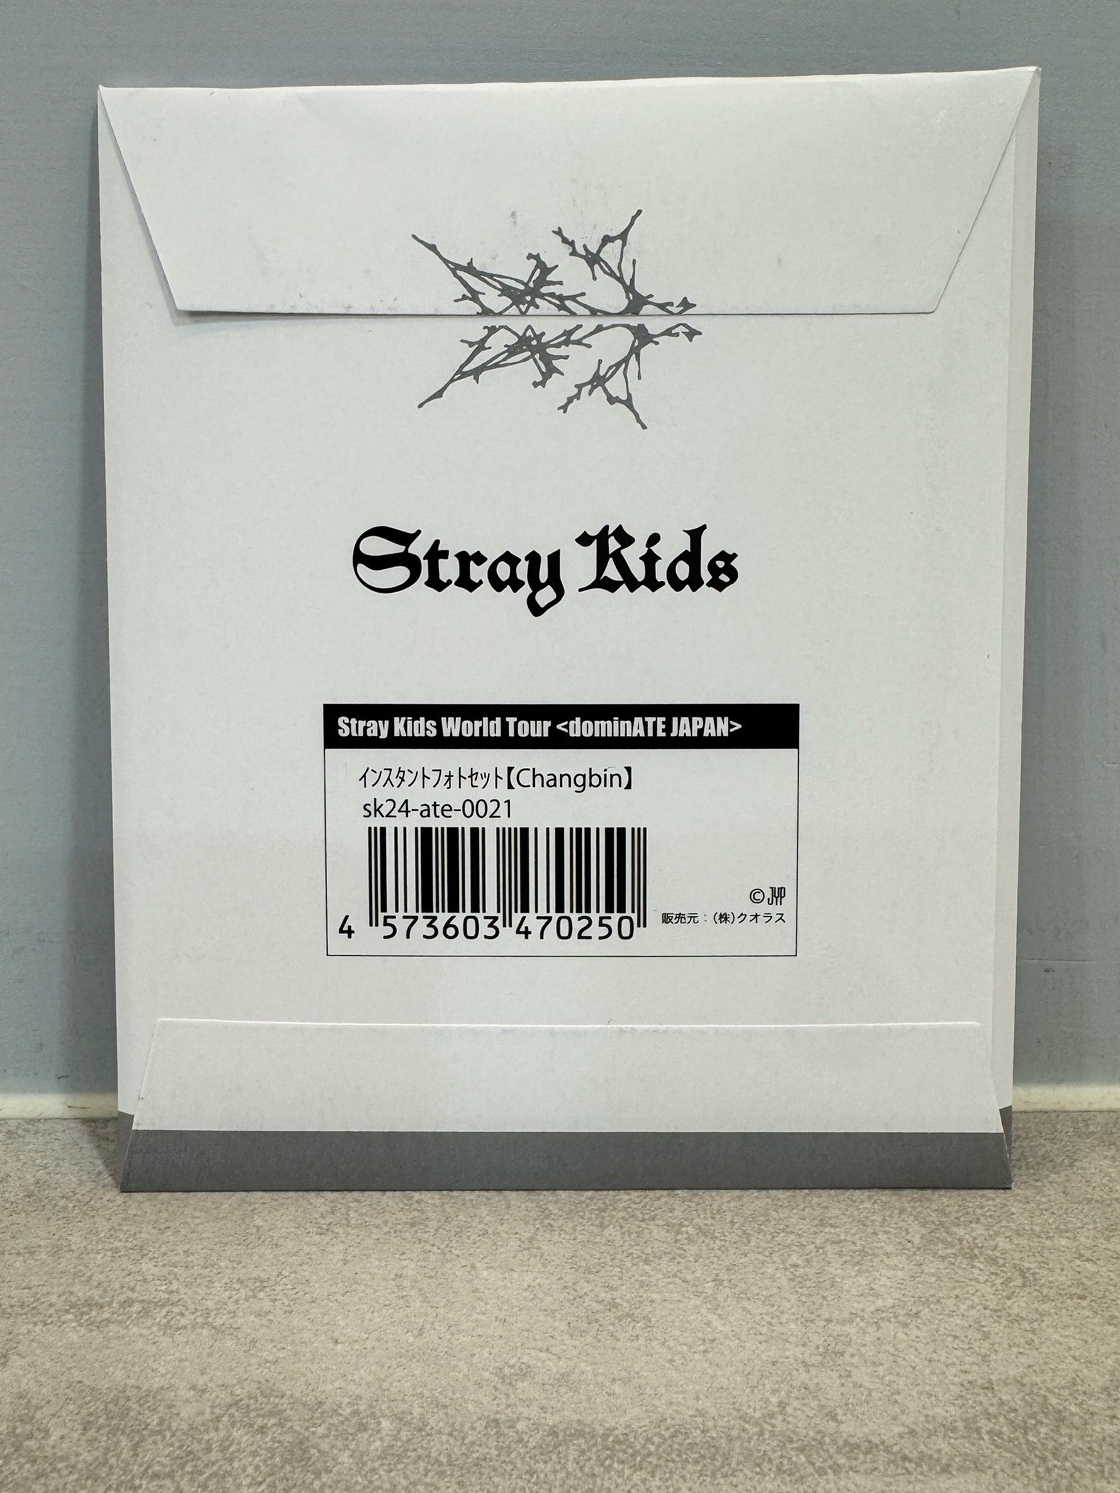 Stray Kids
Stray Kids World Tour <dominATE JAPAN>
インスタントフォトセット【Changbin】
sk24-ate-0021
4 573603 470250
© JYP
販売元：(株)クオラス